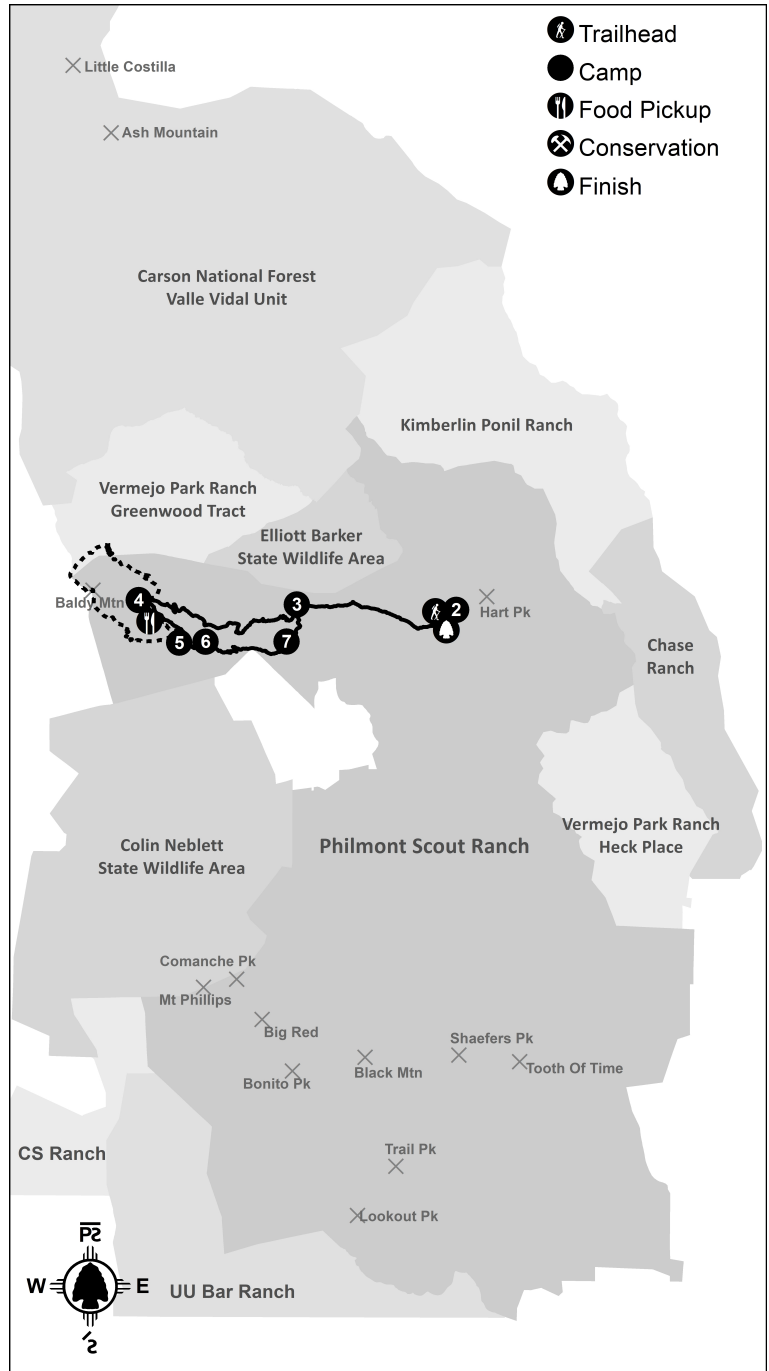 Trailhead
Camp
Food Pickup
Conservation
Finish
Little Costilla
Ash Mountain
Carson National Forest
Valle Vidal Unit
Kimberlin Ponil Ranch
Vermejo Park Ranch
Greenwood Tract
Elliott Barker
State Wildlife Area
Baldy Mtn
4
3
2
5
6
7
Hart Pk
Chase
Ranch
Colin Neblett
State Wildlife Area
Philmont Scout Ranch
Vermejo Park Ranch
Heck Place
Comanche Pk
Mt Phillips
Big Red
Bonito Pk
Black Mtn
Shaefers Pk
Tooth Of Time
Trail Pk
Lookout Pk
CS Ranch
UU Bar Ranch
W
E